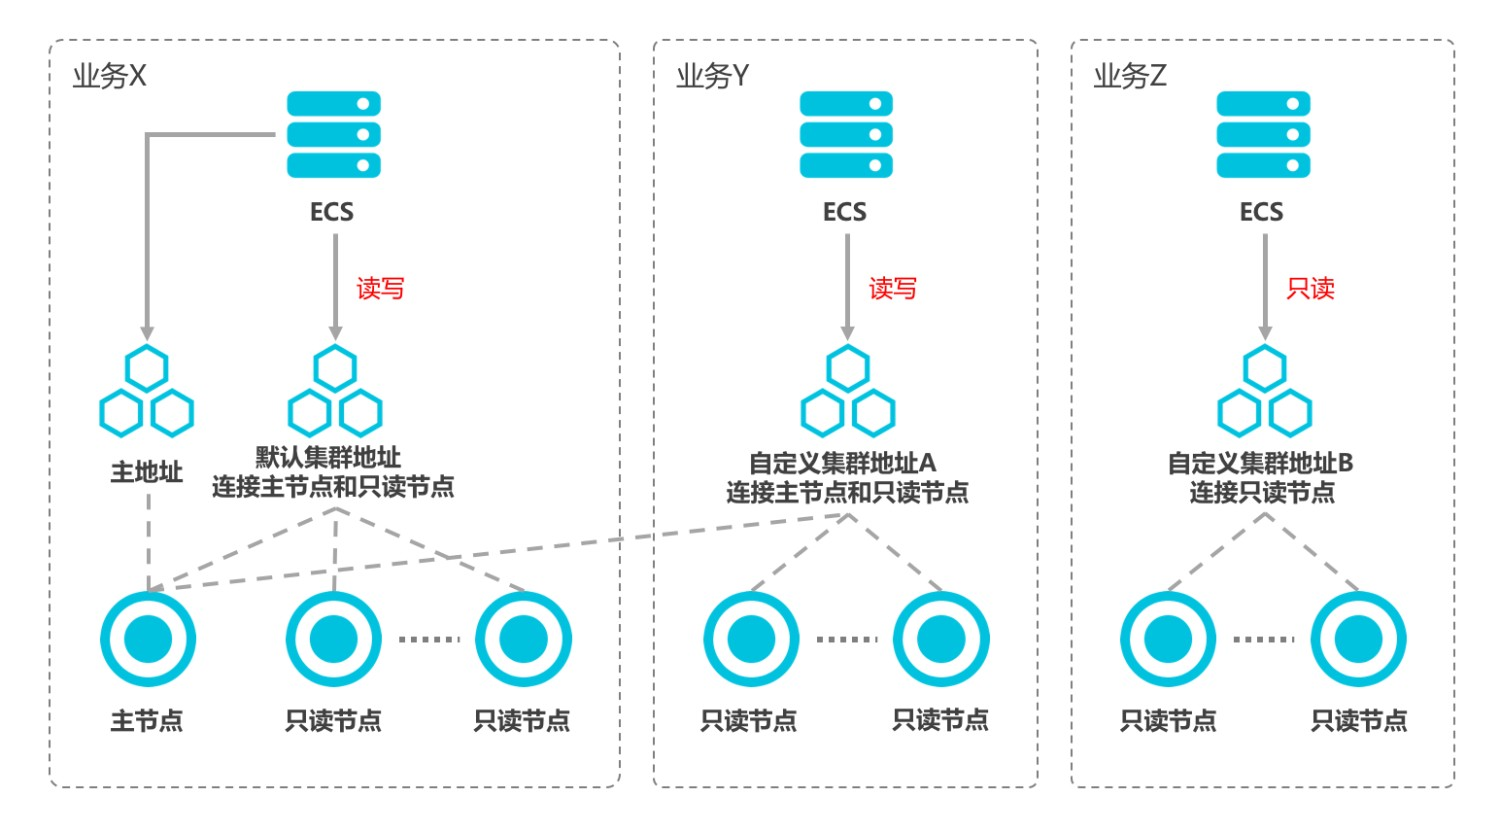 业务X
ECS
读写
主地址
默认集群地址
连接主节点和只读节点
主节点
只读节点
只读节点
业务Y
ECS
读写
自定义集群地址A
连接主节点和只读节点
只读节点
只读节点
业务Z
ECS
只读
自定义集群地址B
连接只读节点
只读节点
只读节点